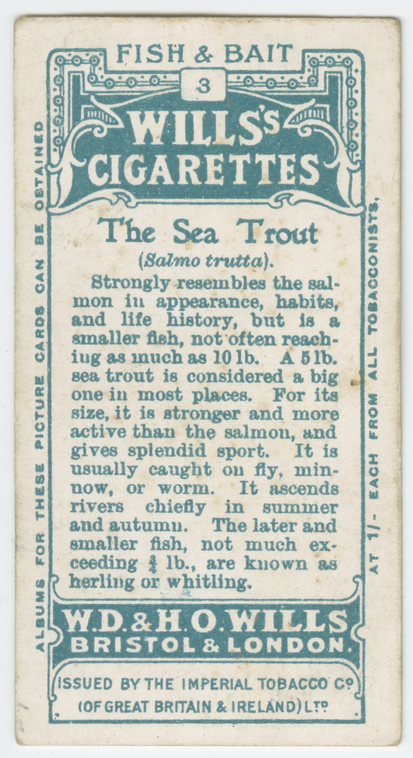 FISH & BAIT
3
WILLS'S
CIGARETTES
The Sea Trout
(Salmo trutta).
Strongly resembles the sal-
mon in appearance, habits,
and life history, but is a
smaller fish, not often reach-
ing as much as 10 lb. A 5 lb.
sea trout is considered a big
one in most places. For its
size, it is stronger and more
active than the salmon, and
gives splendid sport. It is
usually caught on fly, min-
now, or worm. It ascends
rivers chiefly in summer
and autumn. The later and
smaller fish, not much ex-
ceeding ¾ lb., are known as
herling or whitling.
W.D. & H.O. WILLS
BRISTOL & LONDON.
ISSUED BY THE IMPERIAL TOBACCO Co
(OF GREAT BRITAIN & IRELAND) LTD
ALBUMS FOR THESE PICTURE CARDS CAN BE OBTAINED
AT 1/- EACH FROM ALL TOBACCONISTS.